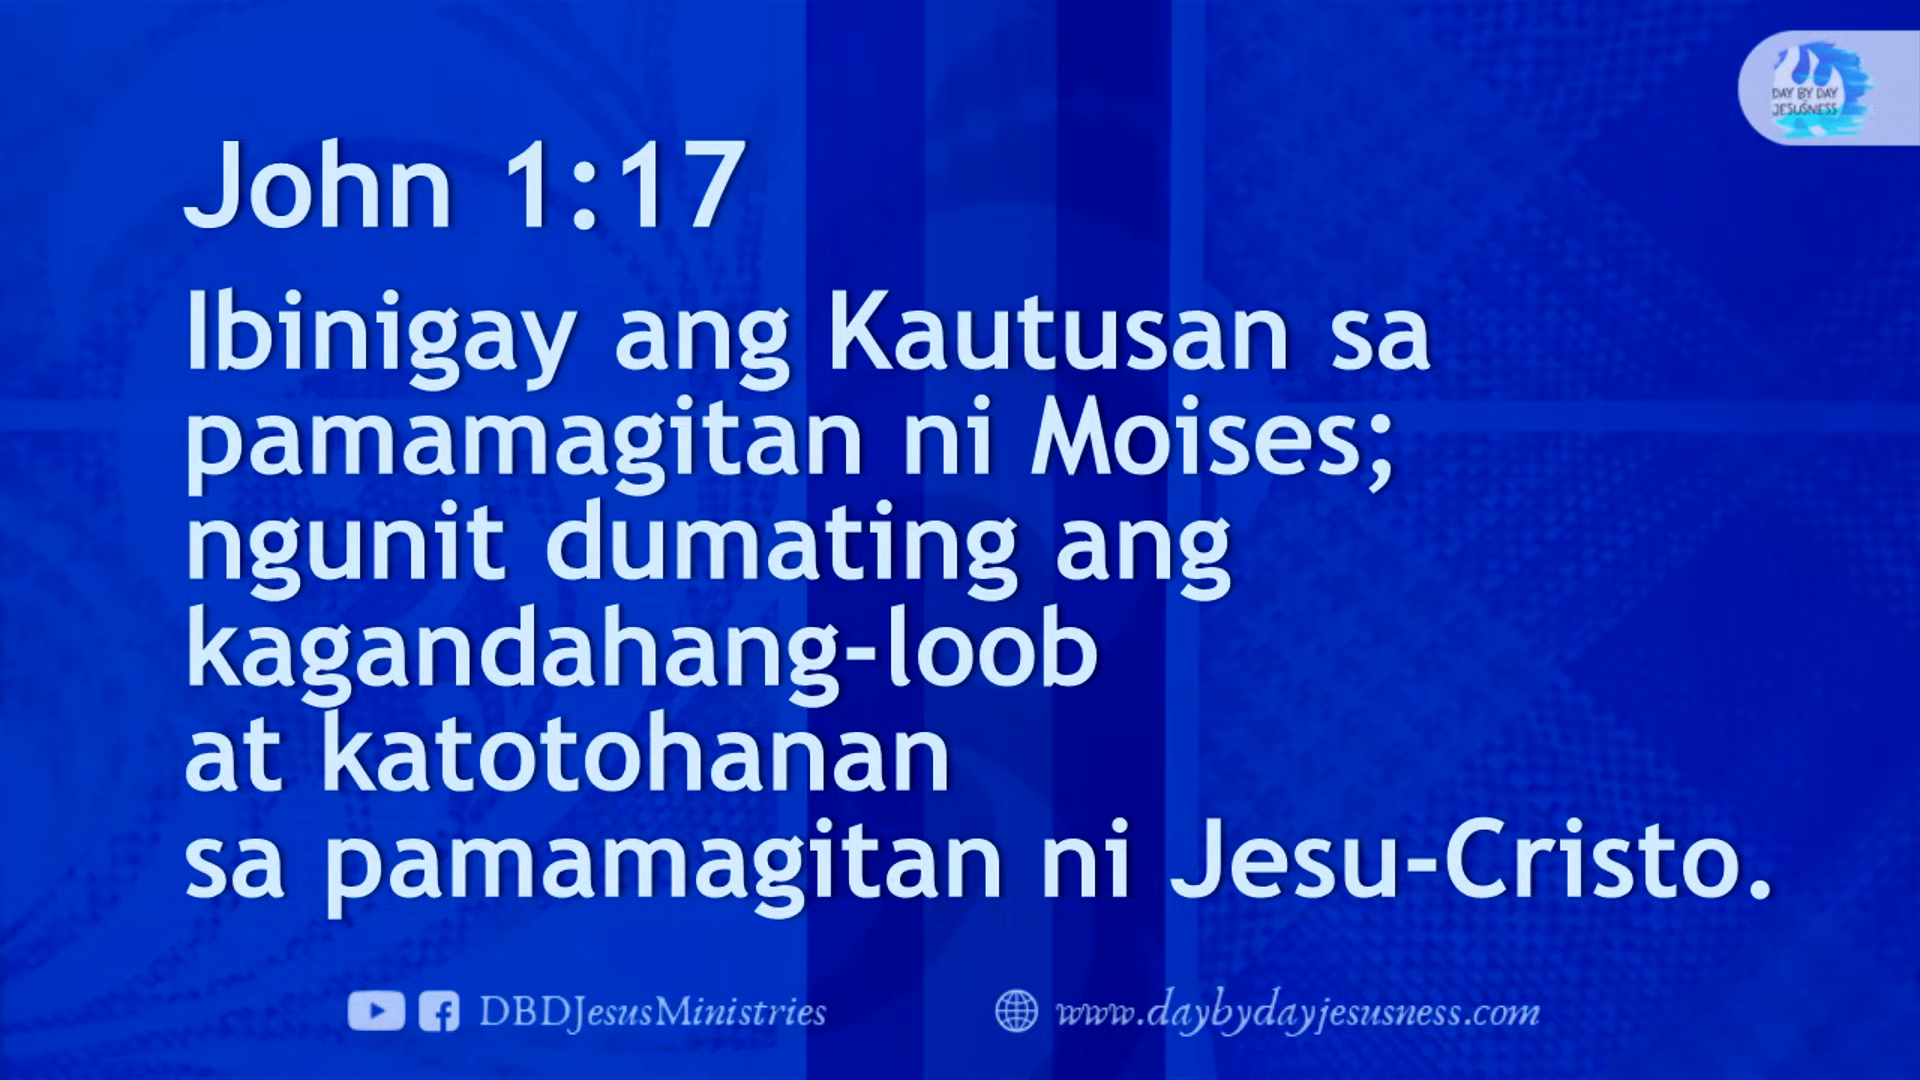 DAY BY DAY
JESUSNESS
John 1:17
Ibinigay ang Kautusan sa
pamamagitan ni Moises;
ngunit dumating ang
kagandahang-loob
at katotohanan
sa pamamagitan ni Jesu-Cristo.
DBDJesusMinistries
www.daybydayjesusness.com